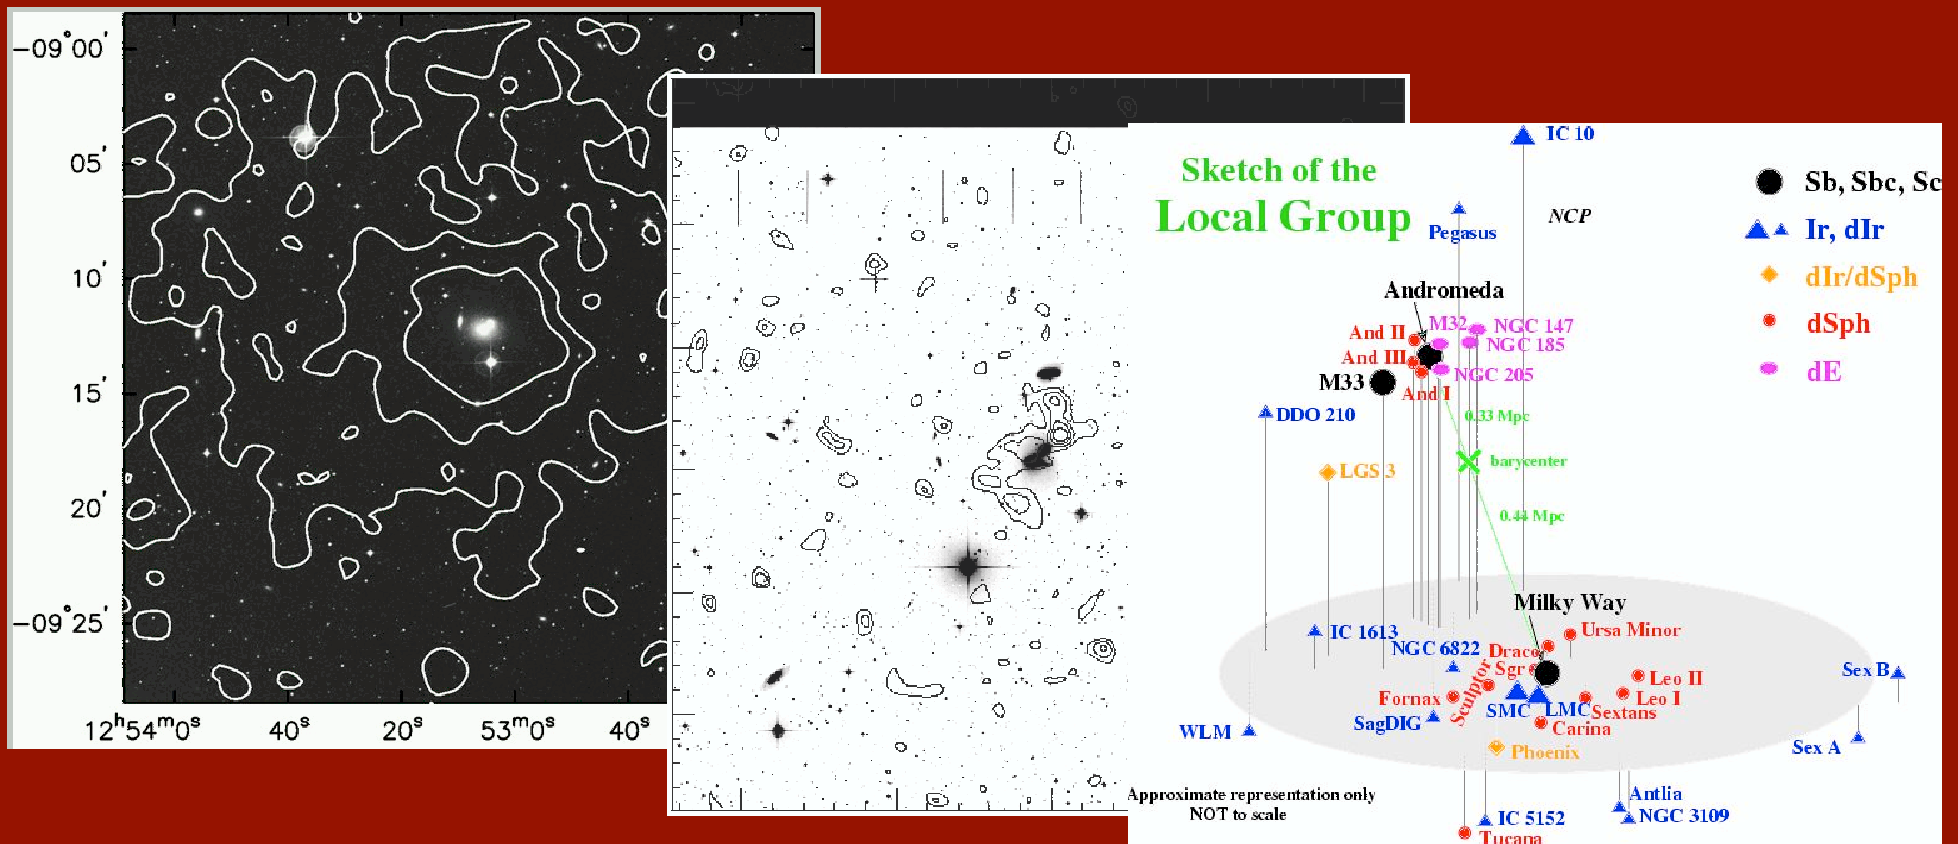 −09°00′
05′
10′
15′
20′
−09°25′
12ʰ54ᵐ0ˢ
40ˢ
20ˢ
53ᵐ0ˢ
40ˢ
Sketch of the
Local Group
IC 10
NCP
Pegasus
Sb, Sbc, Sc
Ir, dIr
dIr/dSph
dSph
dE
Andromeda
M32
NGC 147
And II
NGC 185
And III
NGC 205
M33
And I
DDO 210
0.33 Mpc
LGS 3
barycenter
0.44 Mpc
Milky Way
IC 1613
Ursa Minor
NGC 6822
Draco
Sgr
Sculptor
Leo II
Sex B
Fornax
Leo I
SMC
LMC
Sextans
SagDIG
Carina
WLM
Phoenix
Sex A
Approximate representation only
NOT to scale
Antlia
IC 5152
NGC 3109
Tucana